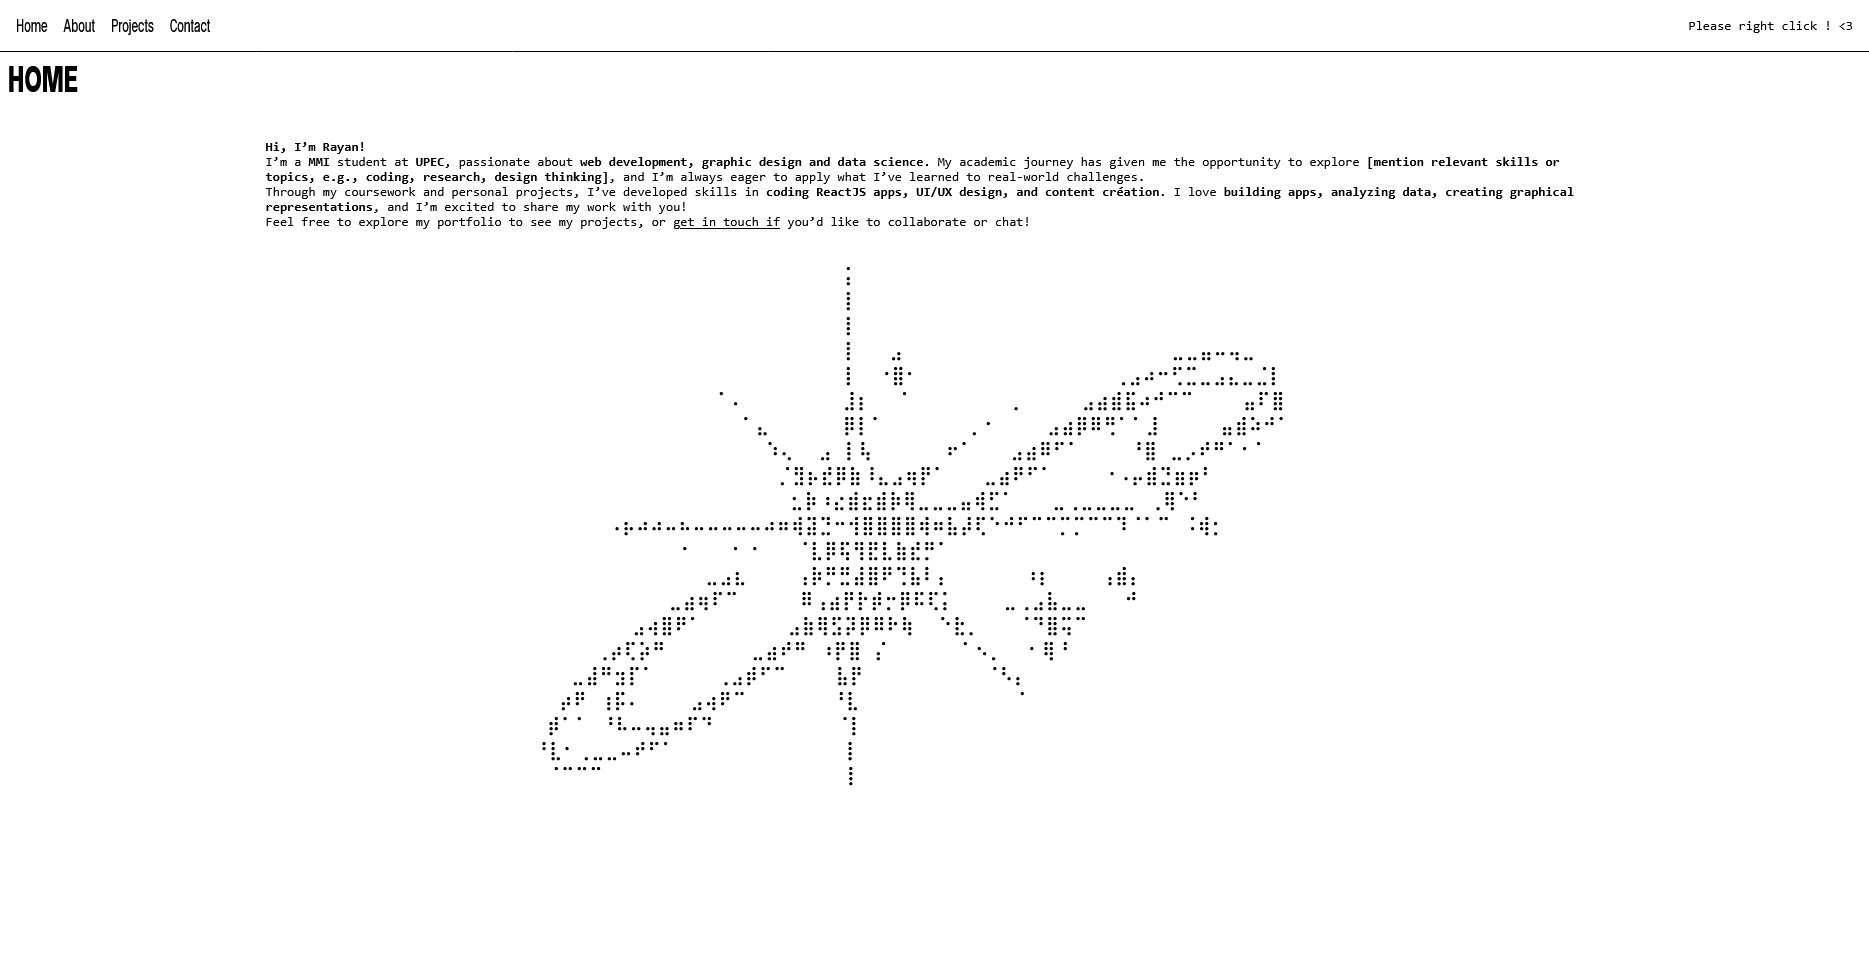 Home About Projects Contact
Please right click ! <3
HOME
Hi, I’m Rayan!
I’m a MMI student at UPEC, passionate about web development, graphic design and data science. My academic journey has given me the opportunity to explore [mention relevant skills or
topics, e.g., coding, research, design thinking], and I’m always eager to apply what I’ve learned to real-world challenges.
Through my coursework and personal projects, I’ve developed skills in coding ReactJS apps, UI/UX design, and content création. I love building apps, analyzing data, creating graphical
representations, and I’m excited to share my work with you!
Feel free to explore my portfolio to see my projects, or get in touch if you’d like to collaborate or chat!